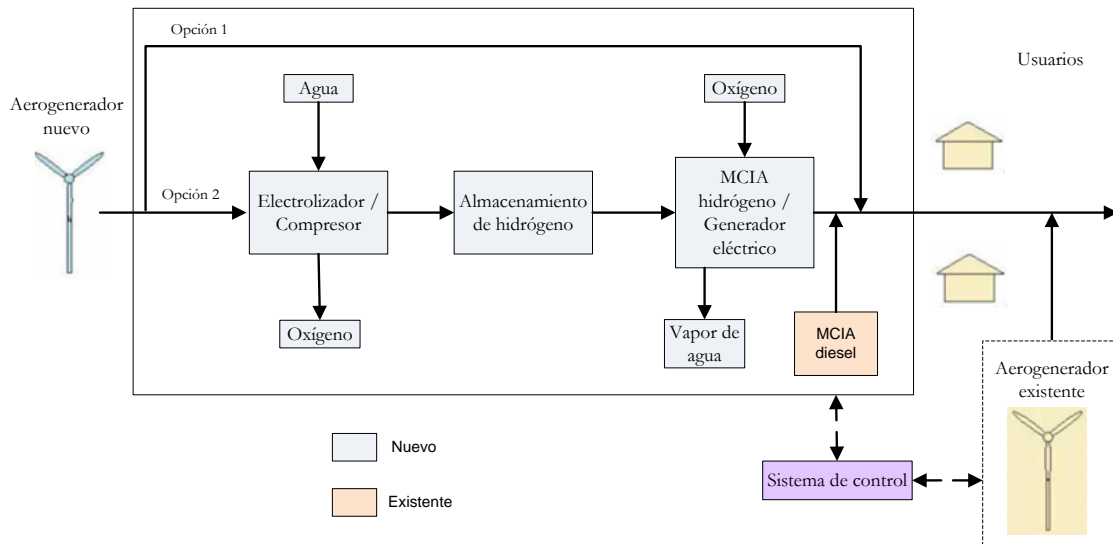 Opción 1
Usuarios
Aerogenerador
nuevo
Agua
Oxígeno
Opción 2
Electrolizador /
Compresor
Almacenamiento
de hidrógeno
MCIA
hidrógeno /
Generador
eléctrico
Oxígeno
Vapor de
agua
MCIA
diesel
Aerogenerador
existente
Nuevo
Existente
Sistema de control